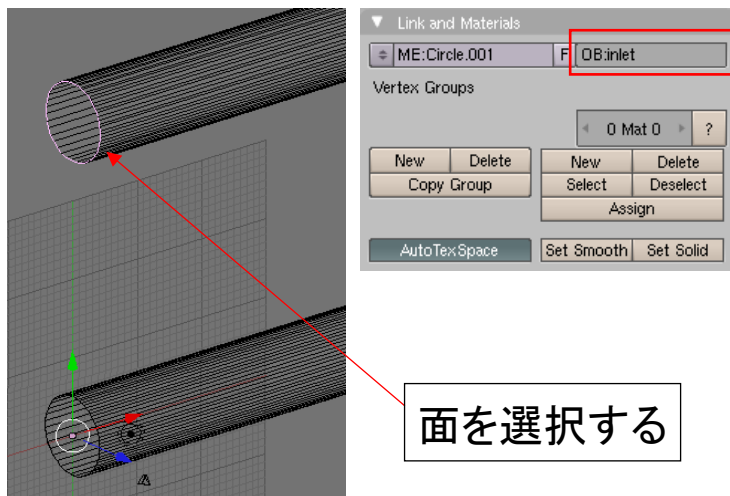 Link and Materials
ME:Circle.001 F OB:inlet
Vertex Groups
0 Mat 0 ?
New Delete New Delete
Copy Group Select Deselect
Assign
AutoTexSpace Set Smooth Set Solid
面を選択する